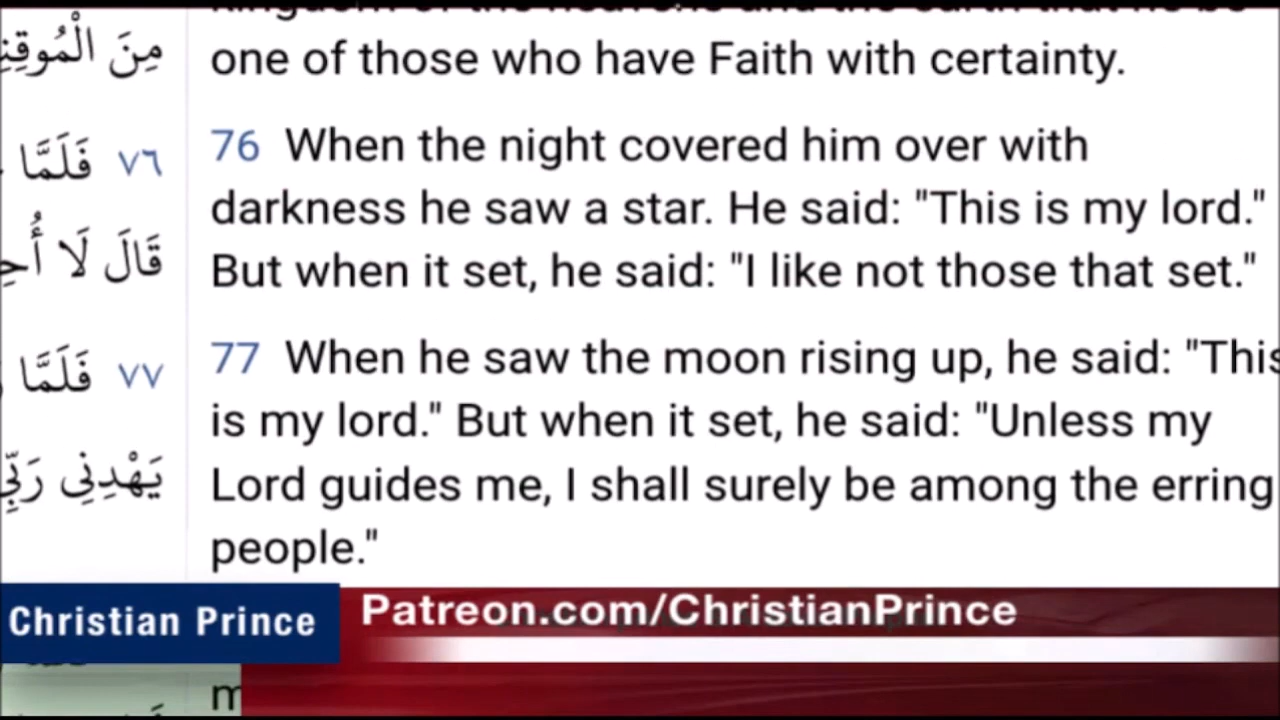 one of those who have Faith with certainty.
76 When the night covered him over with
darkness he saw a star. He said: "This is my lord."
But when it set, he said: "I like not those that set."
77 When he saw the moon rising up, he said: "This
is my lord." But when it set, he said: "Unless my
Lord guides me, I shall surely be among the erring
people."
مِنَ
٧٦ فَلَمَّا
قَالَ لَا
٧٧ فَلَمَّا
يَهْدِنِي رَبِّي
Christian Prince
Patreon.com/ChristianPrince